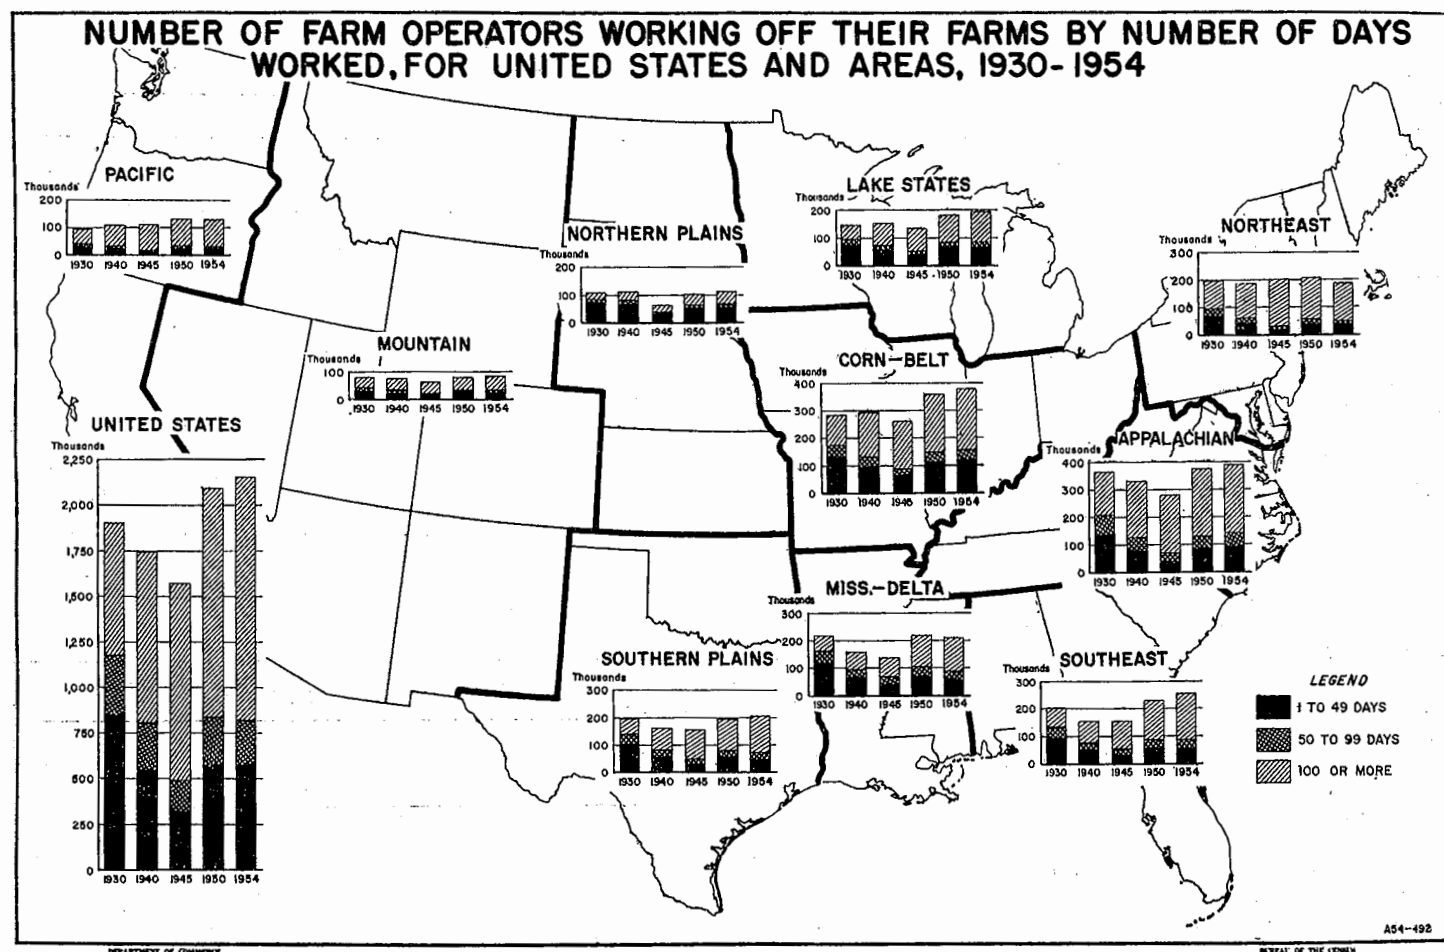 NUMBER OF FARM OPERATORS WORKING OFF THEIR FARMS BY NUMBER OF DAYS
WORKED, FOR UNITED STATES AND AREAS, 1930-1954
PACIFIC
Thousands
200
100
0
1930 1940 1945 1950 1954
NORTHERN PLAINS
Thousands
200
100
0
1930 1940 1945 1950 1954
LAKE STATES
Thousands
200
100
0
1930 1940 1945 1950 1954
NORTHEAST
Thousands
300
200
100
0
1930 1940 1945 1950 1954
MOUNTAIN
Thousands
100
0
1930 1940 1945 1950 1954
CORN-BELT
Thousands
400
300
200
100
0
1930 1940 1945 1950 1954
UNITED STATES
Thousands
2,250
2,000
1,750
1,500
1,250
1,000
750
500
250
0
1930 1940 1945 1950 1954
APPALACHIAN
Thousands
400
300
200
100
0
1930 1940 1945 1950 1954
MISS.-DELTA
Thousands
300
200
100
0
1930 1940 1945 1950 1954
SOUTHERN PLAINS
Thousands
300
200
100
0
1930 1940 1945 1950 1954
SOUTHEAST
Thousands
300
200
100
0
1930 1940 1945 1950 1954
LEGEND
1 TO 49 DAYS
50 TO 99 DAYS
100 OR MORE
A54-492
DEPARTMENT OF COMMERCE
BUREAU OF THE CENSUS